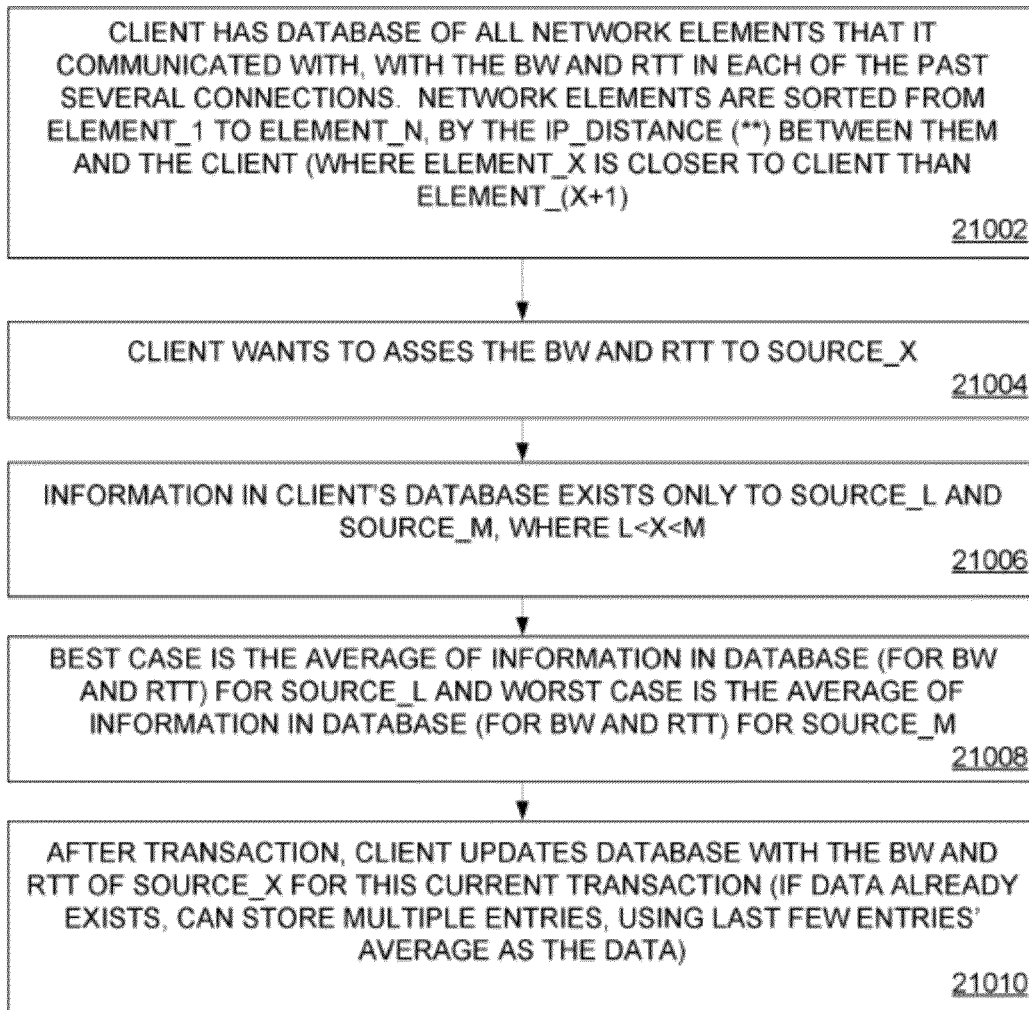 CLIENT HAS DATABASE OF ALL NETWORK ELEMENTS THAT IT
COMMUNICATED WITH, WITH THE BW AND RTT IN EACH OF THE PAST
SEVERAL CONNECTIONS. NETWORK ELEMENTS ARE SORTED FROM
ELEMENT_1 TO ELEMENT_N, BY THE IP_DISTANCE (**) BETWEEN THEM
AND THE CLIENT (WHERE ELEMENT_X IS CLOSER TO CLIENT THAN
ELEMENT_(X+1)
21002
CLIENT WANTS TO ASSES THE BW AND RTT TO SOURCE_X
21004
INFORMATION IN CLIENT'S DATABASE EXISTS ONLY TO SOURCE_L AND
SOURCE_M, WHERE L<X<M
21006
BEST CASE IS THE AVERAGE OF INFORMATION IN DATABASE (FOR BW
AND RTT) FOR SOURCE_L AND WORST CASE IS THE AVERAGE OF
INFORMATION IN DATABASE (FOR BW AND RTT) FOR SOURCE_M
21008
AFTER TRANSACTION, CLIENT UPDATES DATABASE WITH THE BW AND
RTT OF SOURCE_X FOR THIS CURRENT TRANSACTION (IF DATA ALREADY
EXISTS, CAN STORE MULTIPLE ENTRIES, USING LAST FEW ENTRIES'
AVERAGE AS THE DATA)
21010